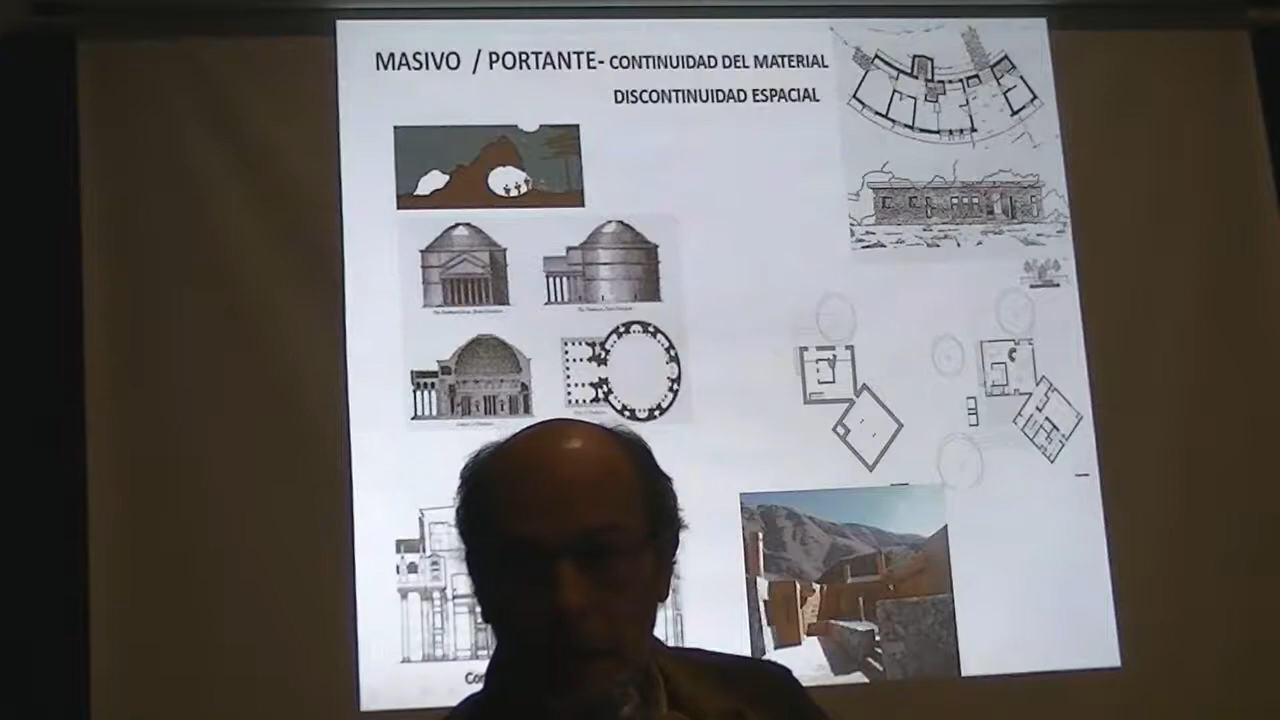 MASIVO / PORTANTE- CONTINUIDAD DEL MATERIAL
DISCONTINUIDAD ESPACIAL